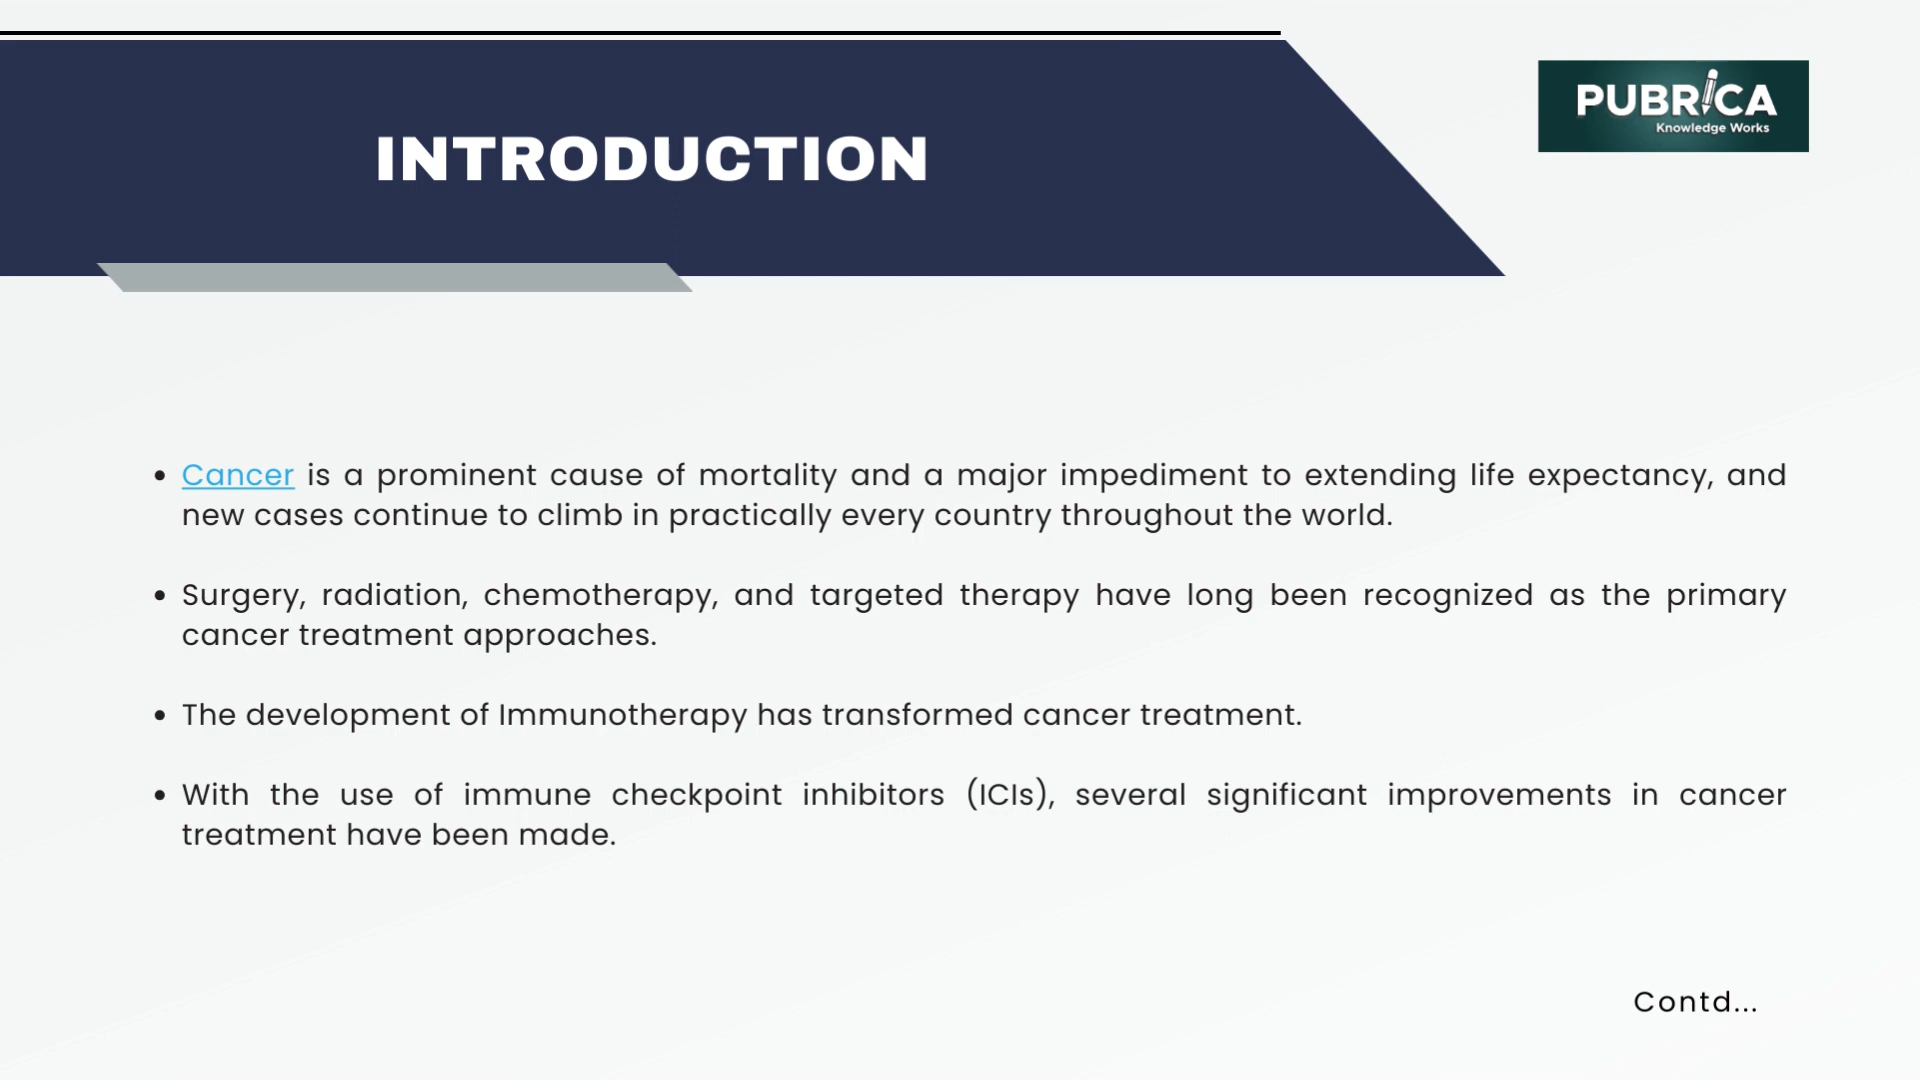 INTRODUCTION
PUBRICA
Knowledge Works
• Cancer is a prominent cause of mortality and a major impediment to extending life expectancy, and
new cases continue to climb in practically every country throughout the world.
• Surgery, radiation, chemotherapy, and targeted therapy have long been recognized as the primary
cancer treatment approaches.
• The development of Immunotherapy has transformed cancer treatment.
• With the use of immune checkpoint inhibitors (ICIs), several significant improvements in cancer
treatment have been made.
Contd...